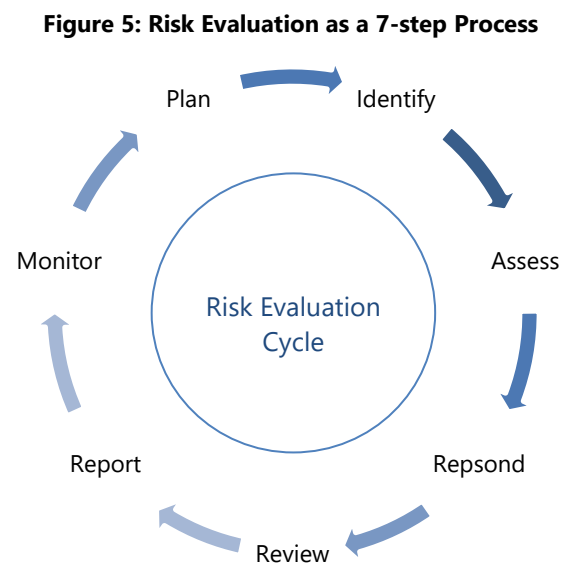 Figure 5: Risk Evaluation as a 7-step Process
Plan
Identify
Assess
Repsond
Review
Report
Monitor
Risk Evaluation
Cycle